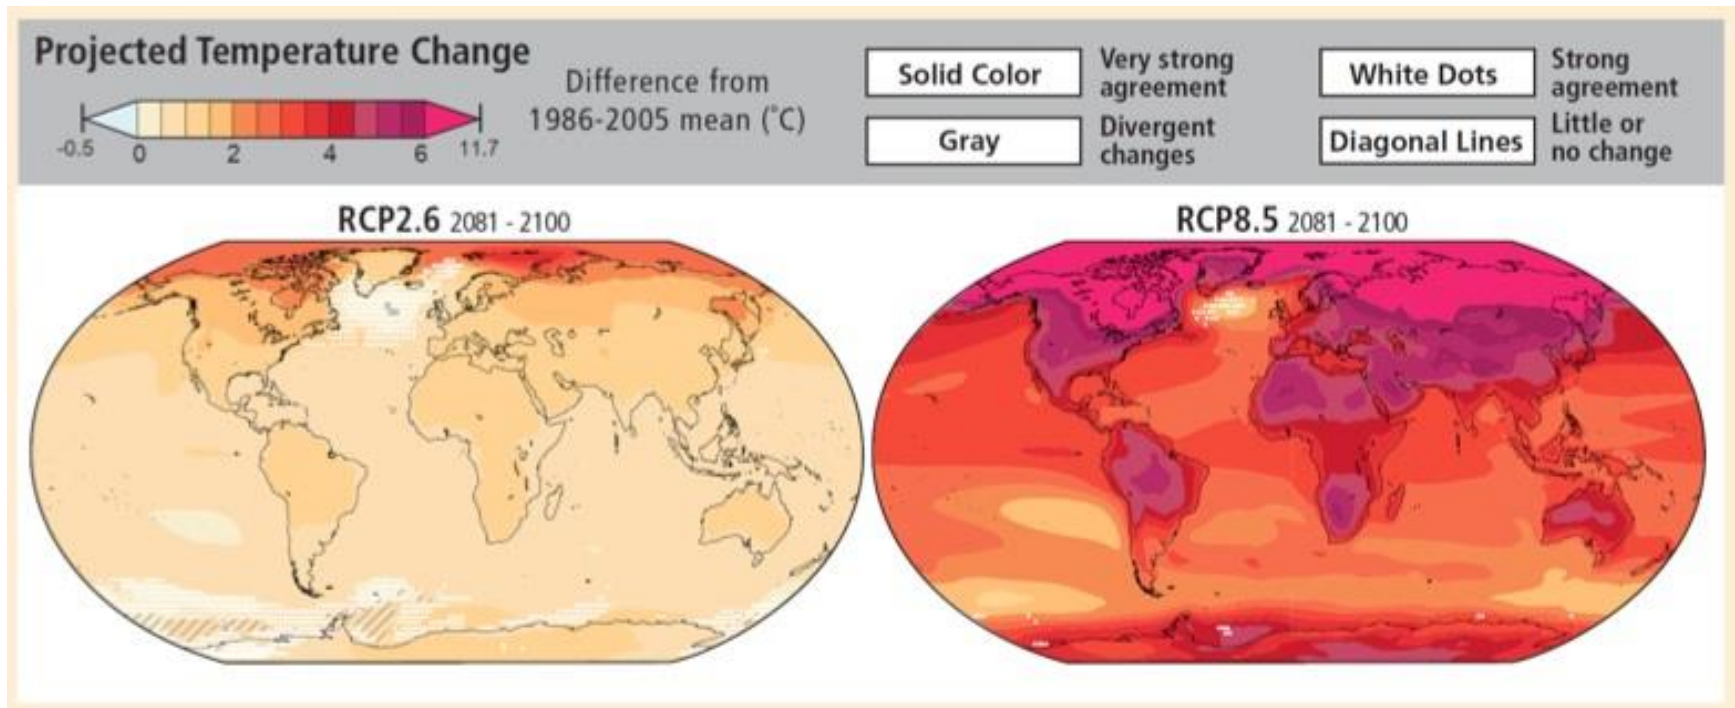 Projected Temperature Change
Difference from
1986-2005 mean (°C)
-0.5 0 2 4 6 11.7
Solid Color
Very strong
agreement
White Dots
Strong
agreement
Gray
Divergent
changes
Diagonal Lines
Little or
no change
RCP2.6 2081 - 2100
RCP8.5 2081 - 2100